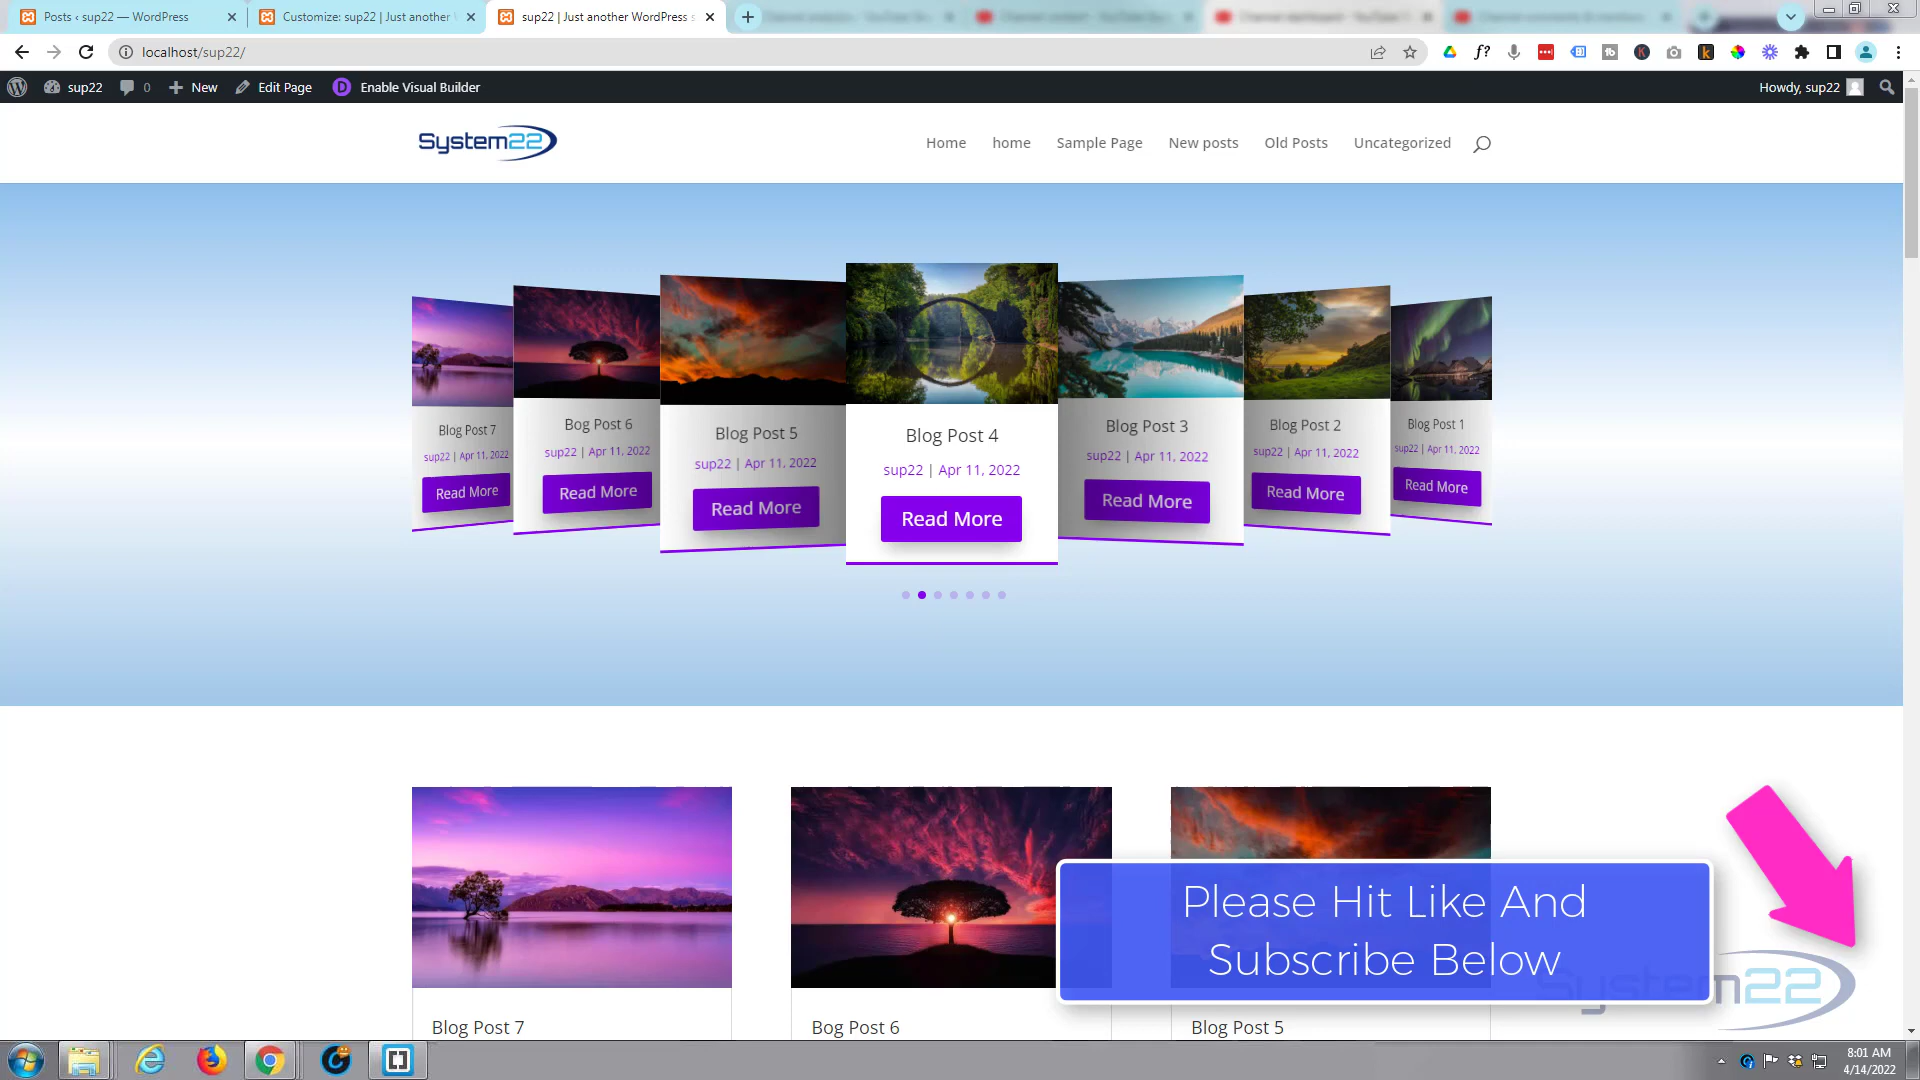 Posts ‹ sup22 — WordPress
Customize: sup22 | Just another
sup22 | Just another WordPress s
localhost/sup22/
sup22
0
New
Edit Page
Enable Visual Builder
Howdy, sup22
System22
Home
home
Sample Page
New posts
Old Posts
Uncategorized
Blog Post 7
sup22 | Apr 11, 2022
Read More
Bog Post 6
sup22 | Apr 11, 2022
Read More
Blog Post 5
sup22 | Apr 11, 2022
Read More
Blog Post 4
sup22 | Apr 11, 2022
Read More
Blog Post 3
sup22 | Apr 11, 2022
Read More
Blog Post 2
sup22 | Apr 11, 2022
Read More
Blog Post 1
sup22 | Apr 11, 2022
Read More
Please Hit Like And
Subscribe Below
System22
Blog Post 7
Bog Post 6
Blog Post 5
8:01 AM
4/14/2022